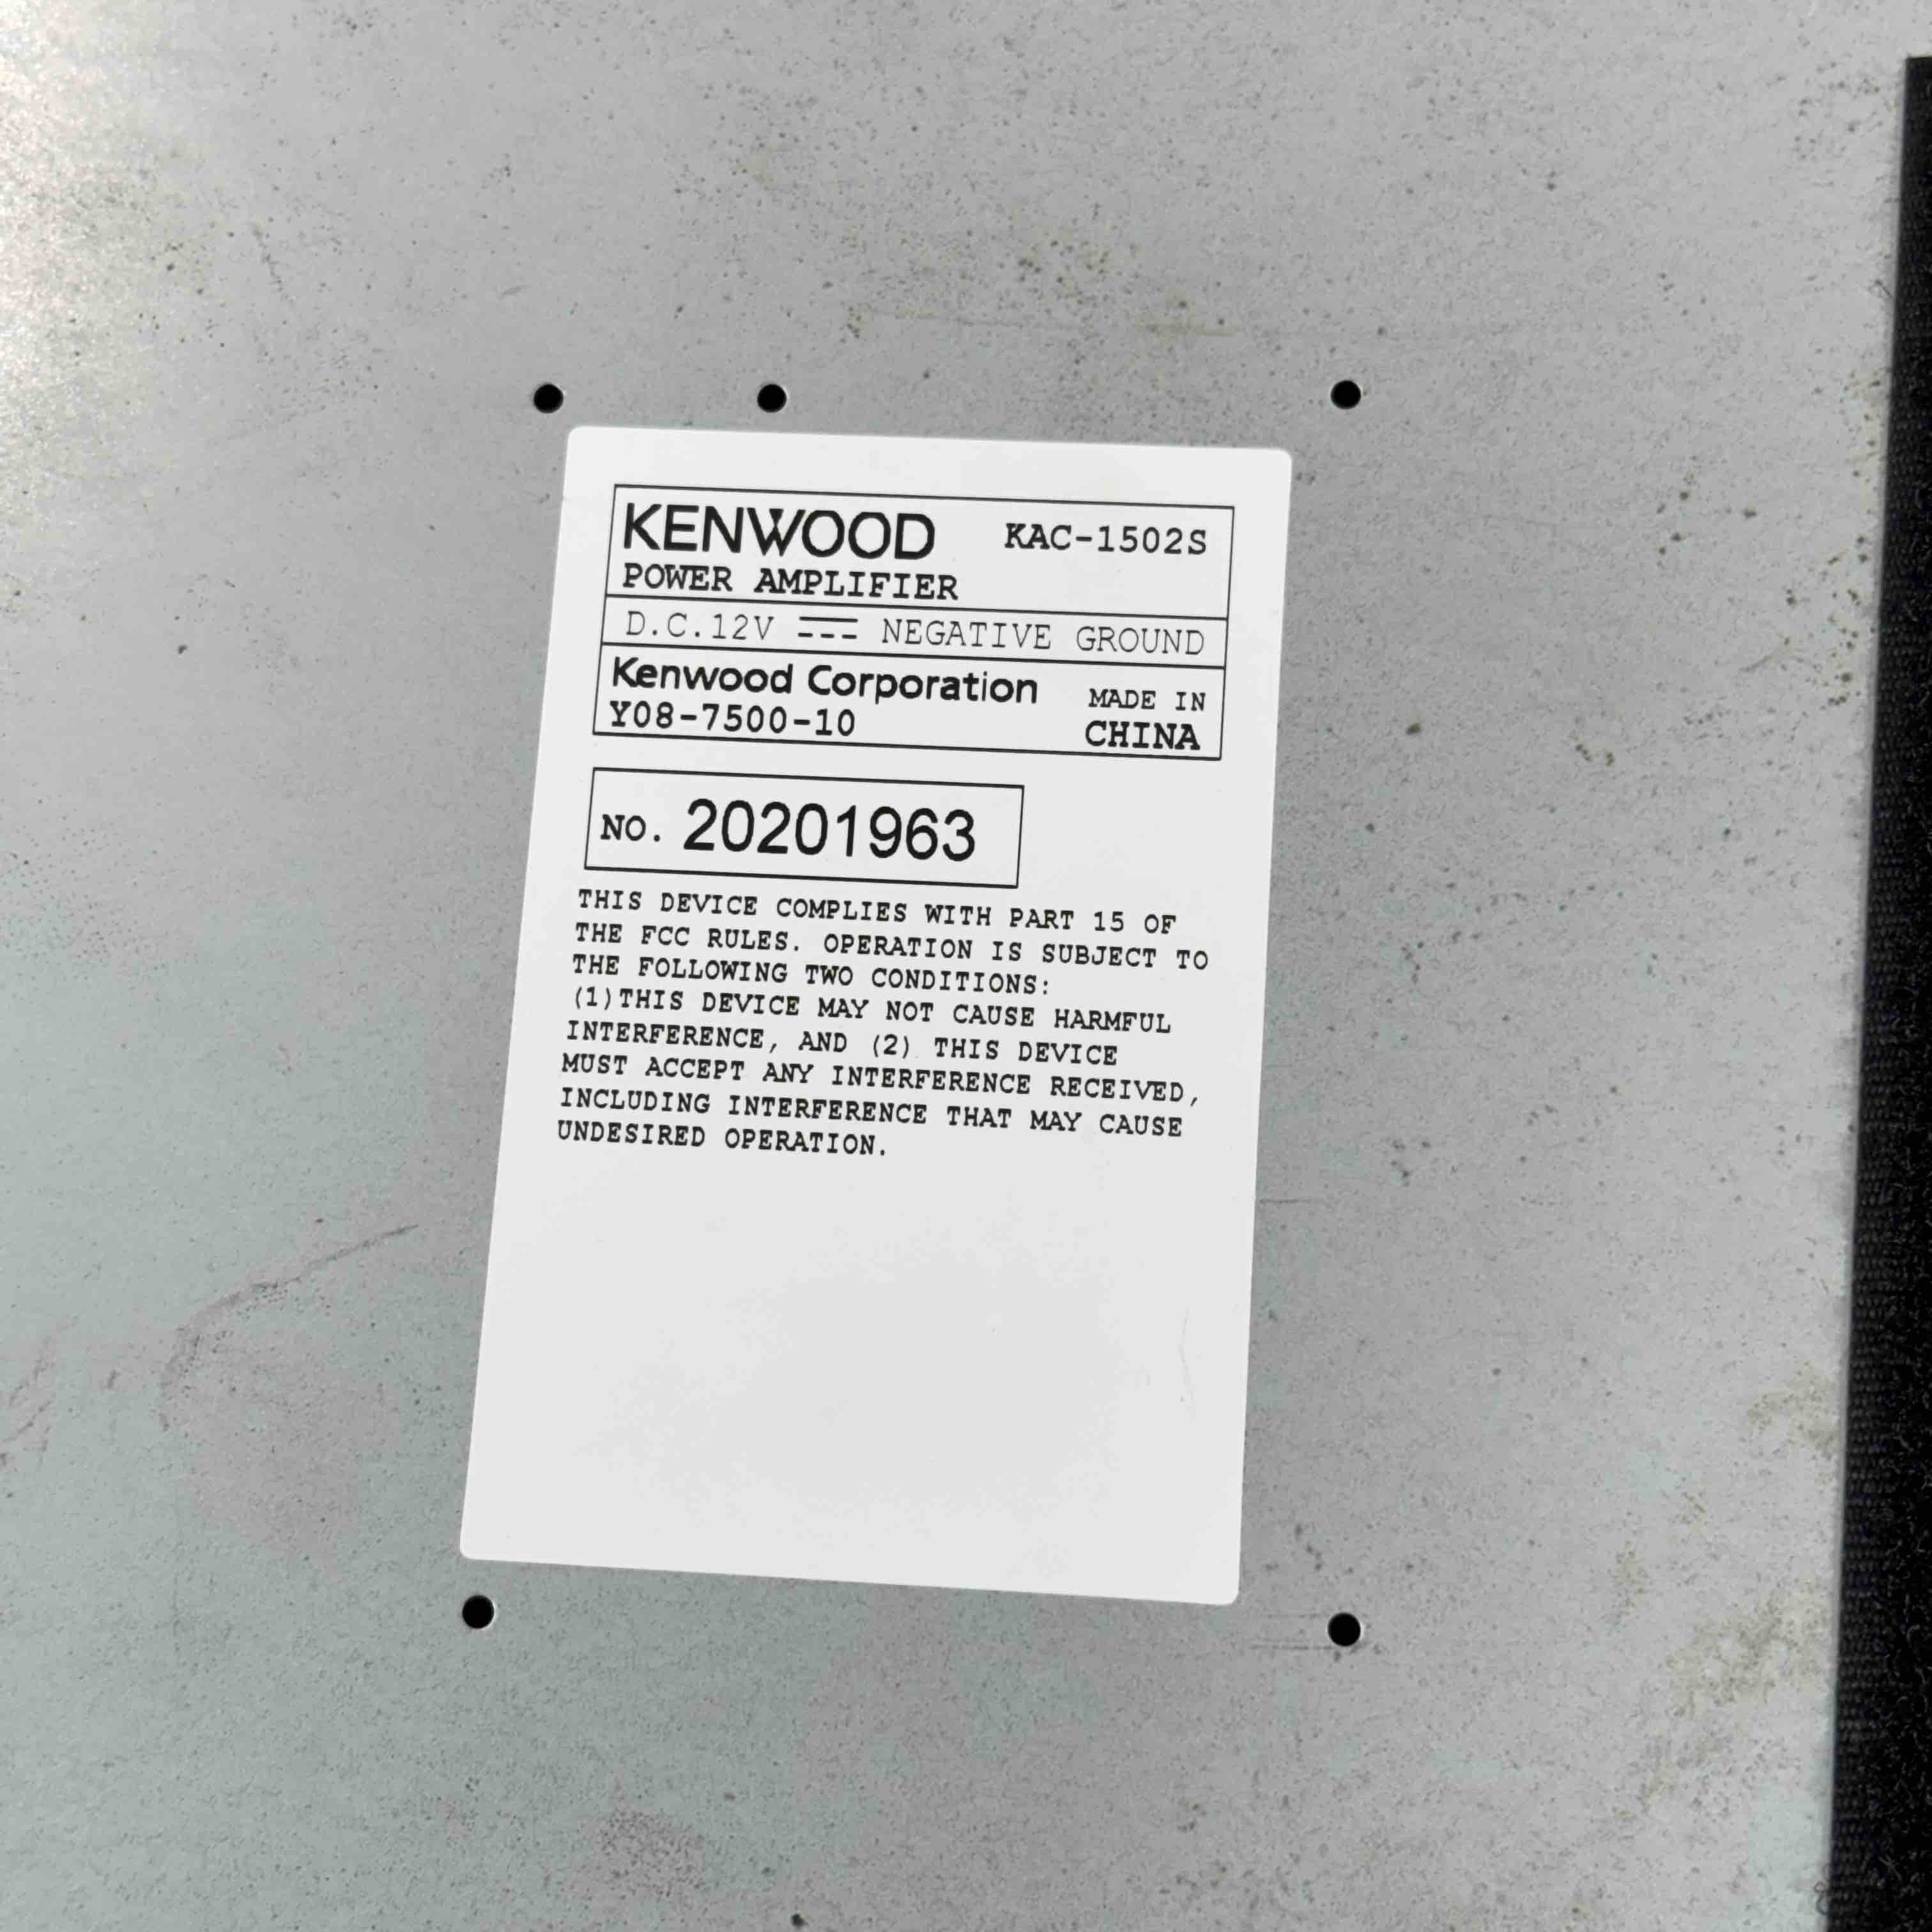 KENWOOD KAC-1502S
POWER AMPLIFIER
D.C.12V ⎓ NEGATIVE GROUND
Kenwood Corporation MADE IN
Y08-7500-10 CHINA
NO. 20201963
THIS DEVICE COMPLIES WITH PART 15 OF
THE FCC RULES. OPERATION IS SUBJECT TO
THE FOLLOWING TWO CONDITIONS:
(1)THIS DEVICE MAY NOT CAUSE HARMFUL
INTERFERENCE, AND (2) THIS DEVICE
MUST ACCEPT ANY INTERFERENCE RECEIVED,
INCLUDING INTERFERENCE THAT MAY CAUSE
UNDESIRED OPERATION.